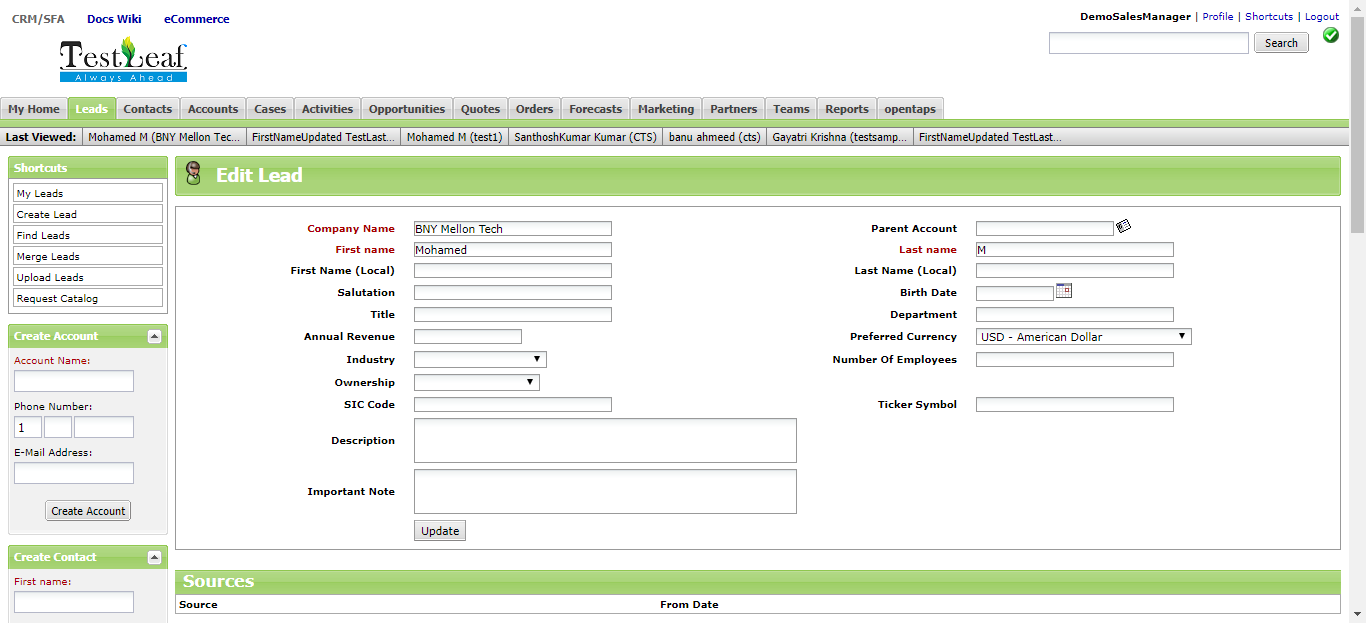 CRM/SFA Docs Wiki eCommerce
DemoSalesManager | Profile | Shortcuts | Logout
Search
TestLeaf
Always Ahead
My Home Leads Contacts Accounts Cases Activities Opportunities Quotes Orders Forecasts Marketing Partners Teams Reports opentaps
Last Viewed: Mohamed M (BNY Mellon Tec... FirstNameUpdated TestLast... Mohamed M (test1) SanthoshKumar Kumar (CTS) banu ahmeed (cts) Gayatri Krishna (testsamp... FirstNameUpdated TestLast...
Shortcuts
My Leads
Create Lead
Find Leads
Merge Leads
Upload Leads
Request Catalog
Create Account
Account Name:
Phone Number:
1
E-Mail Address:
Create Account
Create Contact
First name:
Edit Lead
Company Name BNY Mellon Tech Parent Account
First name Mohamed Last name M
First Name (Local) Last Name (Local)
Salutation Birth Date
Title Department
Annual Revenue Preferred Currency USD - American Dollar
Industry Number Of Employees
Ownership
SIC Code Ticker Symbol
Description
Important Note
Update
Sources
Source From Date